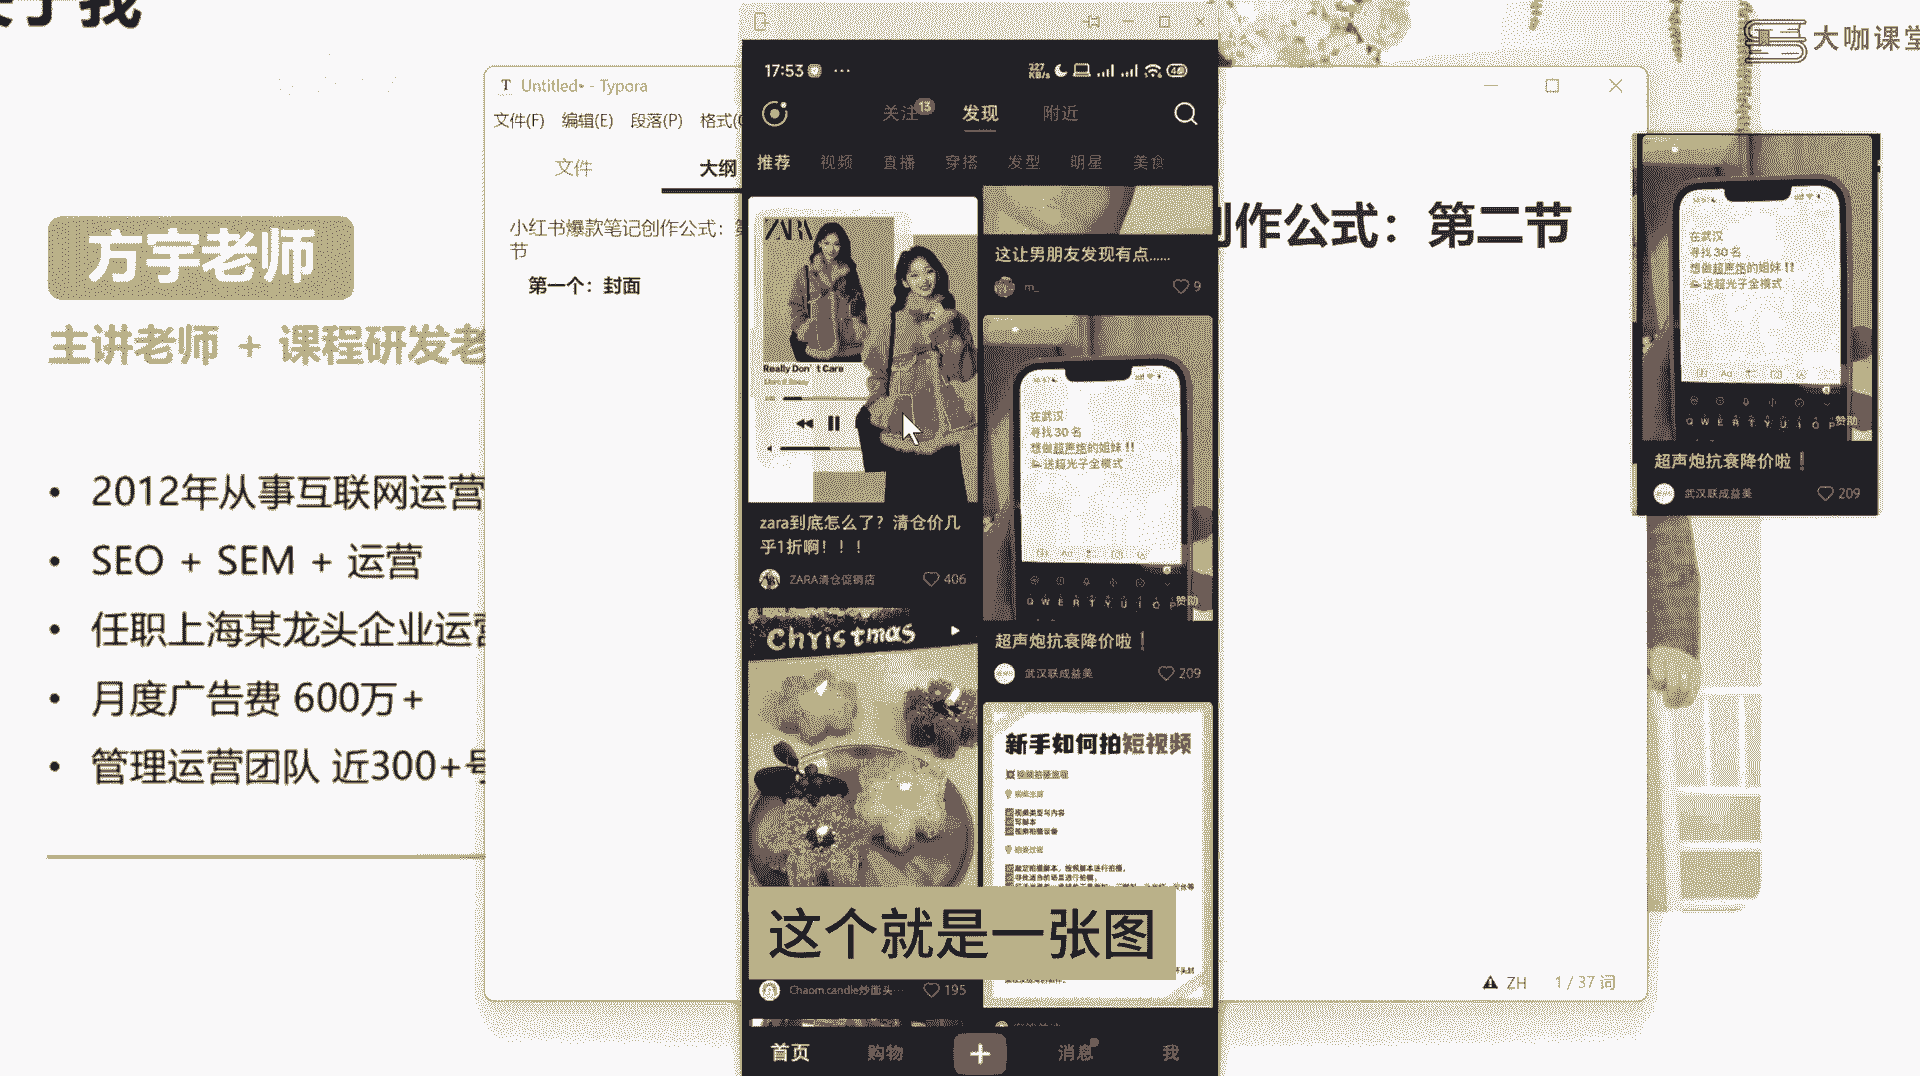 关于我
大咖课堂
方宇老师
主讲老师 + 课程研发老
• 2012年从事互联网运营
• SEO + SEM + 运营
• 任职上海某龙头企业运营
• 月度广告费 600万+
• 管理运营团队 近300+号
Untitled• - Typora
文件(F) 编辑(E) 段落(P) 格式(O
文件 大纲
小红书爆款笔记创作公式：第
节
第一个：封面
创作公式：第二节
ZH 1 / 37 词
17:53
227 KB/s
关注 13 发现 附近
推荐 视频 直播 穿搭 发型 明星 美食
ZARA
Really Don't Care
zara到底怎么了？清仓价几
乎1折啊！！！
ZARA清仓促销店 406
Christmas
Chaom.candle炒面头… 195
这让男朋友发现有点......
m_ 9
在武汉
寻找 30 名
想做超声炮的姐妹 !!
送超光子全模式
Q W E R T Y U I O P
赞助
超声炮抗衰降价啦
武汉联成益美 209
新手如何拍短视频
这个就是一张图
首页 购物 + 消息 我
在武汉
寻找 30 名
想做超声炮的姐妹 !!
送超光子全模式
Q W E R T Y U I O P
赞助
超声炮抗衰降价啦
武汉联成益美 209